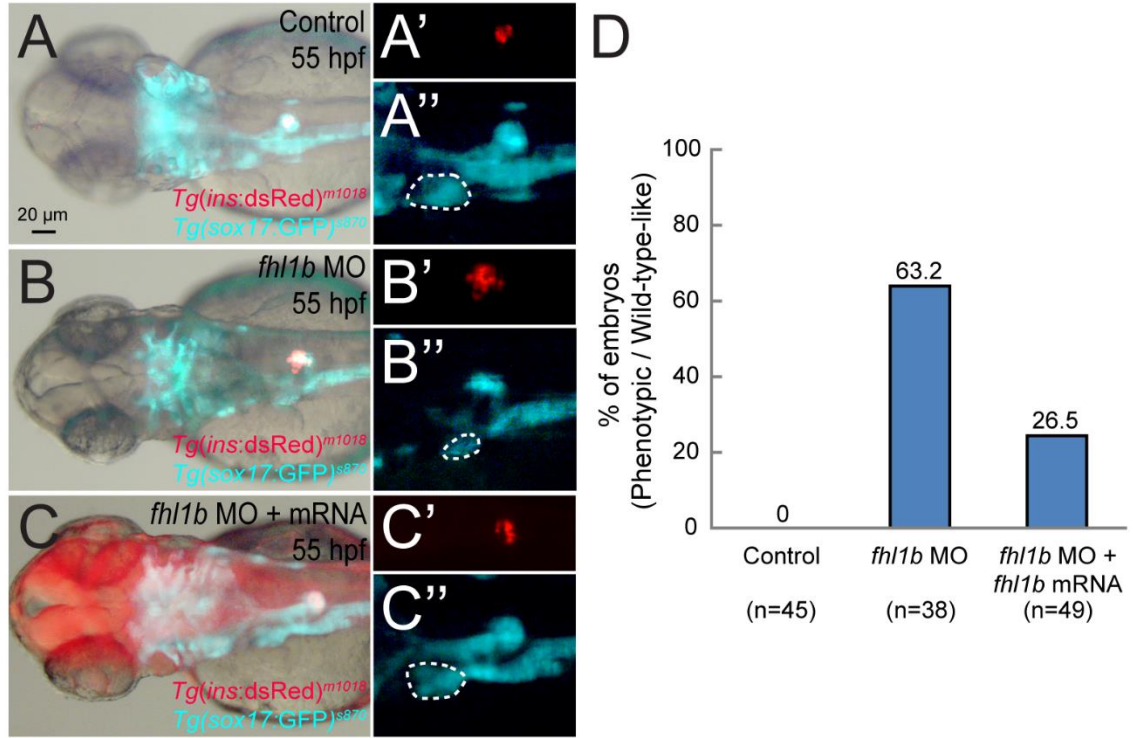 A
Control
55 hpf
20 µm
Tg(ins:dsRed)m1018
Tg(sox17:GFP)s870
A'
A''
B
fhl1b MO
55 hpf
Tg(ins:dsRed)m1018
Tg(sox17:GFP)s870
B'
B''
C
fhl1b MO + mRNA
55 hpf
Tg(ins:dsRed)m1018
Tg(sox17:GFP)s870
C'
C''
D
% of embryos
(Phenotypic / Wild-type-like)
100
80
60
40
20
0
0
63.2
26.5
Control
(n=45)
fhl1b MO
(n=38)
fhl1b MO +
fhl1b mRNA
(n=49)